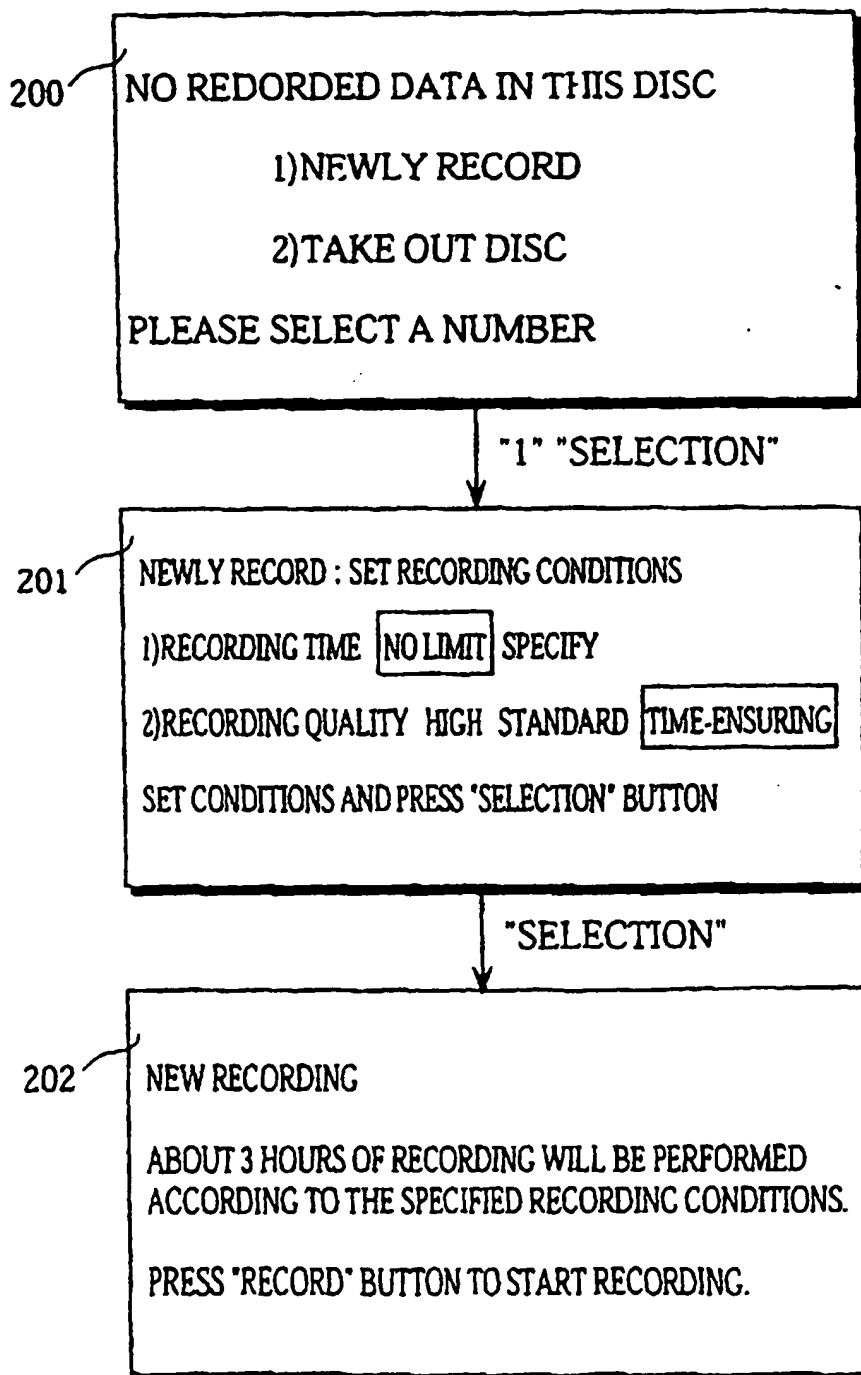 200
NO REDORDED DATA IN THIS DISC
1)NEWLY RECORD
2)TAKE OUT DISC
PLEASE SELECT A NUMBER
"1" "SELECTION"
201
NEWLY RECORD : SET RECORDING CONDITIONS
1)RECORDING TIME NO LIMIT SPECIFY
2)RECORDING QUALITY HIGH STANDARD TIME-ENSURING
SET CONDITIONS AND PRESS "SELECTION" BUTTON
"SELECTION"
202
NEW RECORDING
ABOUT 3 HOURS OF RECORDING WILL BE PERFORMED
ACCORDING TO THE SPECIFIED RECORDING CONDITIONS.
PRESS "RECORD" BUTTON TO START RECORDING.